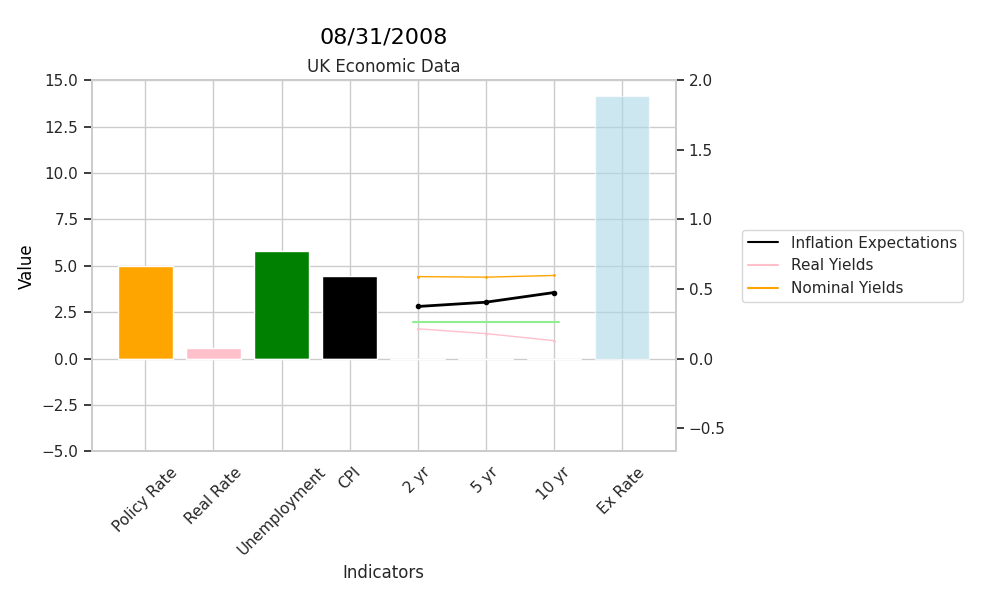 08/31/2008
UK Economic Data
15.0
12.5
10.0
7.5
5.0
2.5
0.0
−2.5
−5.0
Value
2.0
1.5
1.0
0.5
0.0
−0.5
Inflation Expectations
Real Yields
Nominal Yields
Policy Rate
Real Rate
Unemployment
CPI
2 yr
5 yr
10 yr
Ex Rate
Indicators